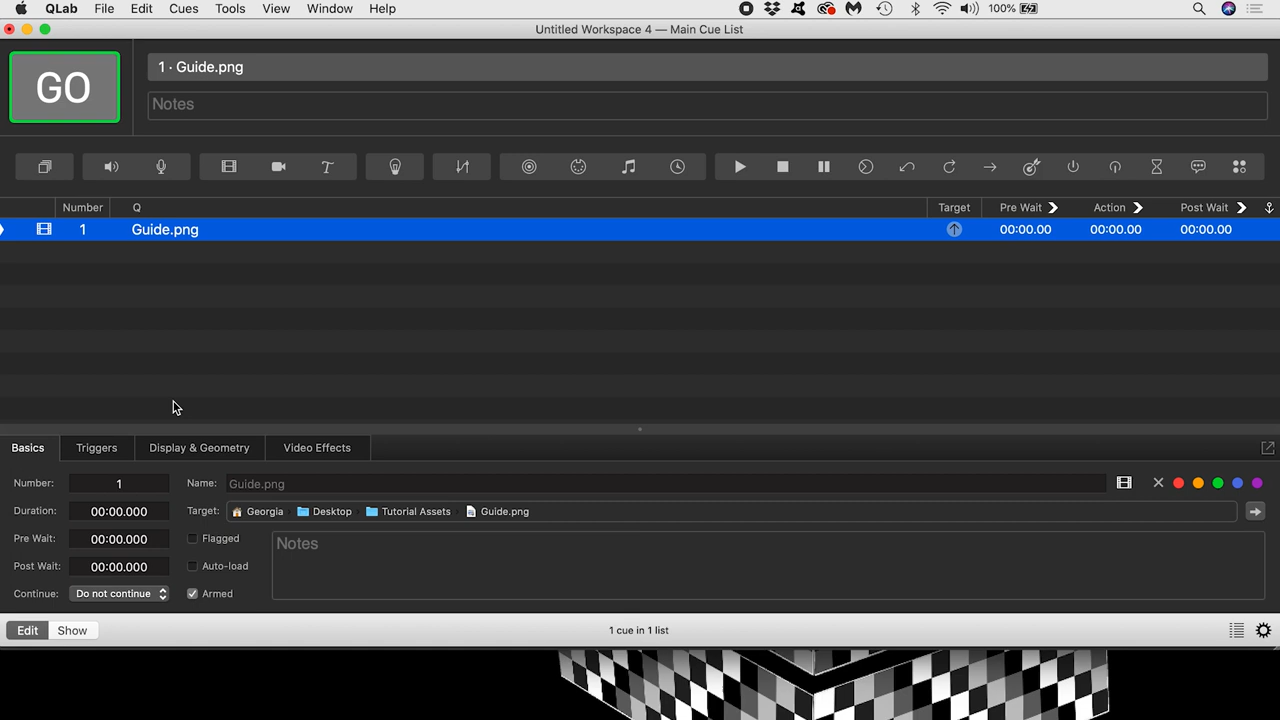 QLab File Edit Cues Tools View Window Help 100%
Untitled Workspace 4 — Main Cue List
GO
1 · Guide.png
Notes
Number Q Target Pre Wait Action Post Wait
1 Guide.png 00:00.00 00:00.00 00:00.00
Basics Triggers Display & Geometry Video Effects
Number: 1 Name: Guide.png
Duration: 00:00.000 Target: Georgia Desktop Tutorial Assets Guide.png
Pre Wait: 00:00.000 Flagged Notes
Post Wait: 00:00.000 Auto-load
Continue: Do not continue Armed
Edit Show 1 cue in 1 list